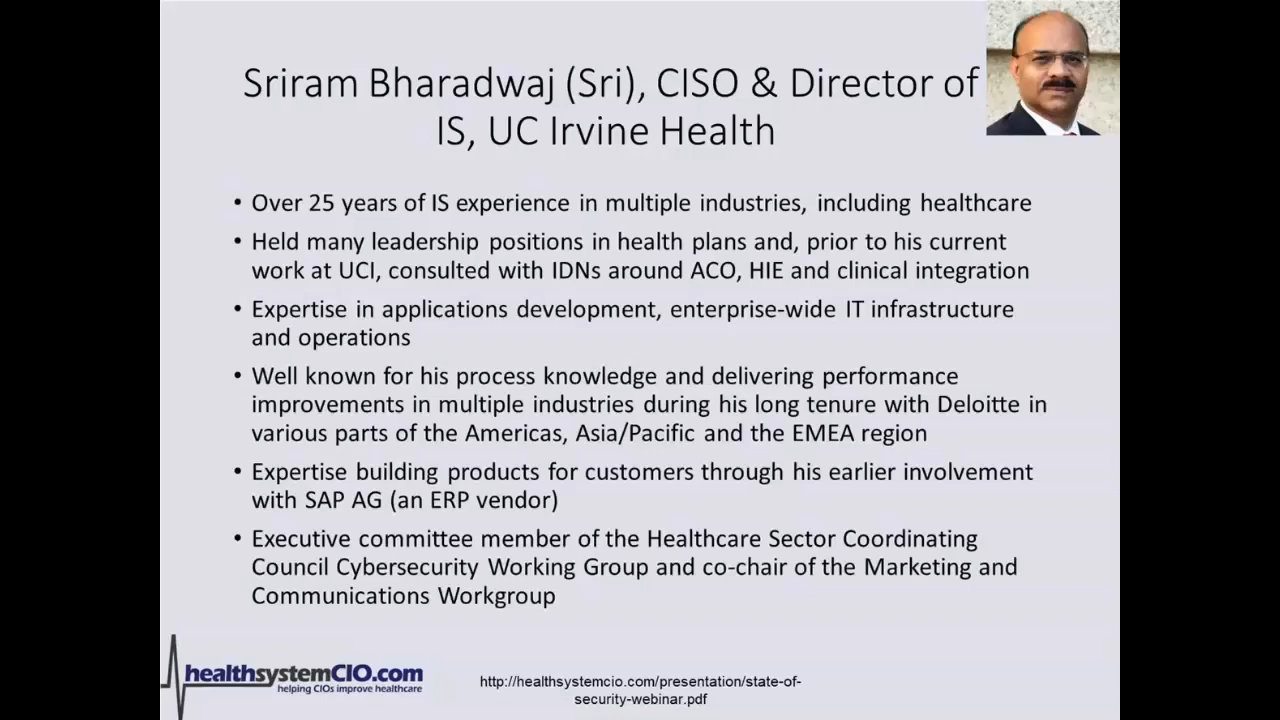 Sriram Bharadwaj (Sri), CISO & Director of
IS, UC Irvine Health
• Over 25 years of IS experience in multiple industries, including healthcare
• Held many leadership positions in health plans and, prior to his current
work at UCI, consulted with IDNs around ACO, HIE and clinical integration
• Expertise in applications development, enterprise-wide IT infrastructure
and operations
• Well known for his process knowledge and delivering performance
improvements in multiple industries during his long tenure with Deloitte in
various parts of the Americas, Asia/Pacific and the EMEA region
• Expertise building products for customers through his earlier involvement
with SAP AG (an ERP vendor)
• Executive committee member of the Healthcare Sector Coordinating
Council Cybersecurity Working Group and co-chair of the Marketing and
Communications Workgroup
healthsystemCIO.com
helping CIOs improve healthcare
http://healthsystemcio.com/presentation/state-of-
security-webinar.pdf